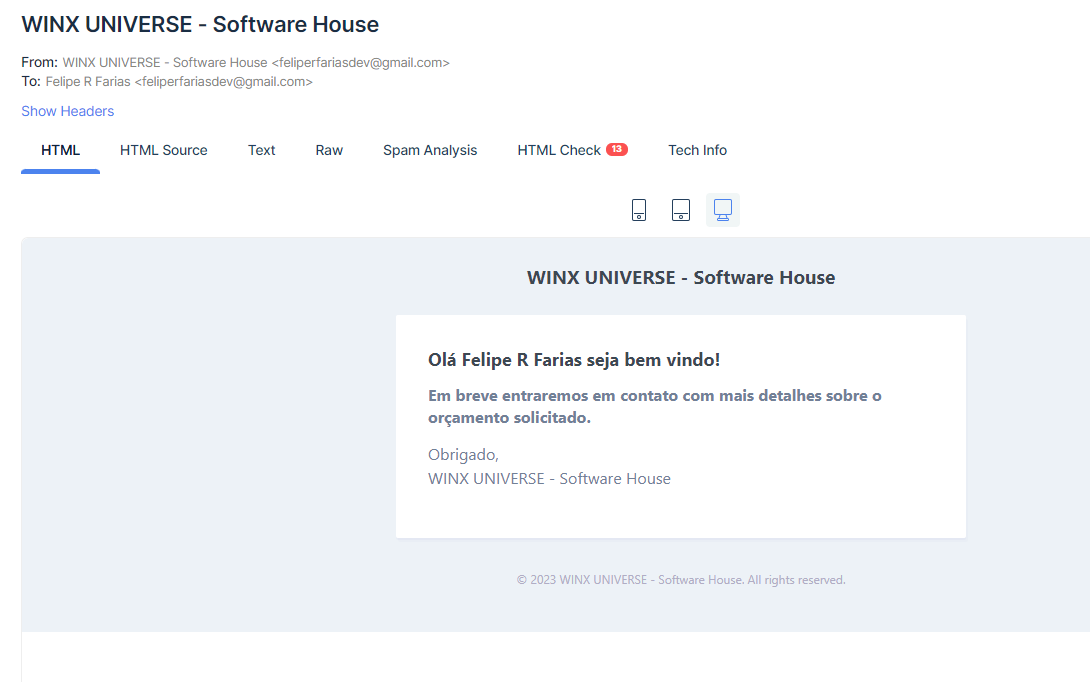 WINX UNIVERSE - Software House
From: WINX UNIVERSE - Software House <feliperfariasdev@gmail.com>
To: Felipe R Farias <feliperfariasdev@gmail.com>
Show Headers
HTML HTML Source Text Raw Spam Analysis HTML Check 13 Tech Info
WINX UNIVERSE - Software House
Olá Felipe R Farias seja bem vindo!
Em breve entraremos em contato com mais detalhes sobre o
orçamento solicitado.
Obrigado,
WINX UNIVERSE - Software House
© 2023 WINX UNIVERSE - Software House. All rights reserved.